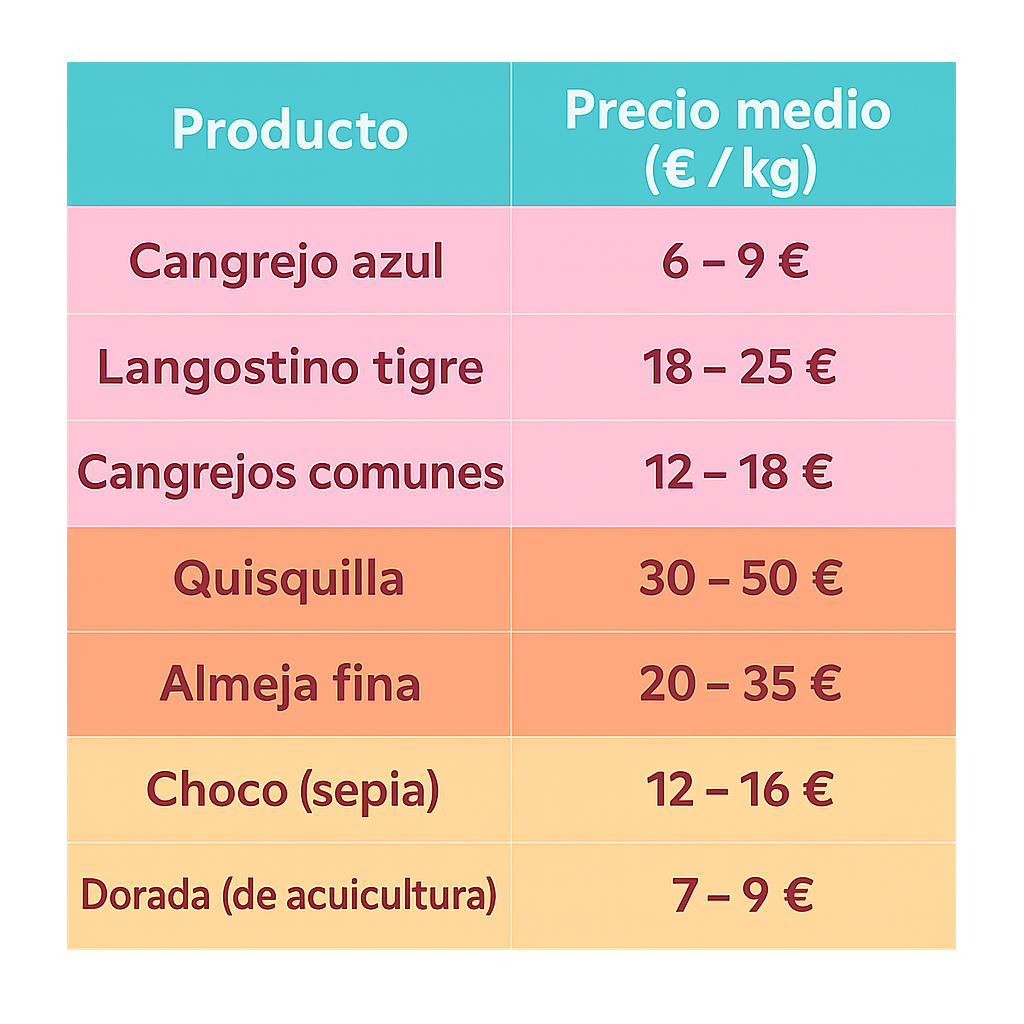 Producto
Precio medio
(€ / kg)
Cangrejo azul
6 – 9 €
Langostino tigre
18 – 25 €
Cangrejos comunes
12 – 18 €
Quisquilla
30 – 50 €
Almeja fina
20 – 35 €
Choco (sepia)
12 – 16 €
Dorada (de acuicultura)
7 – 9 €